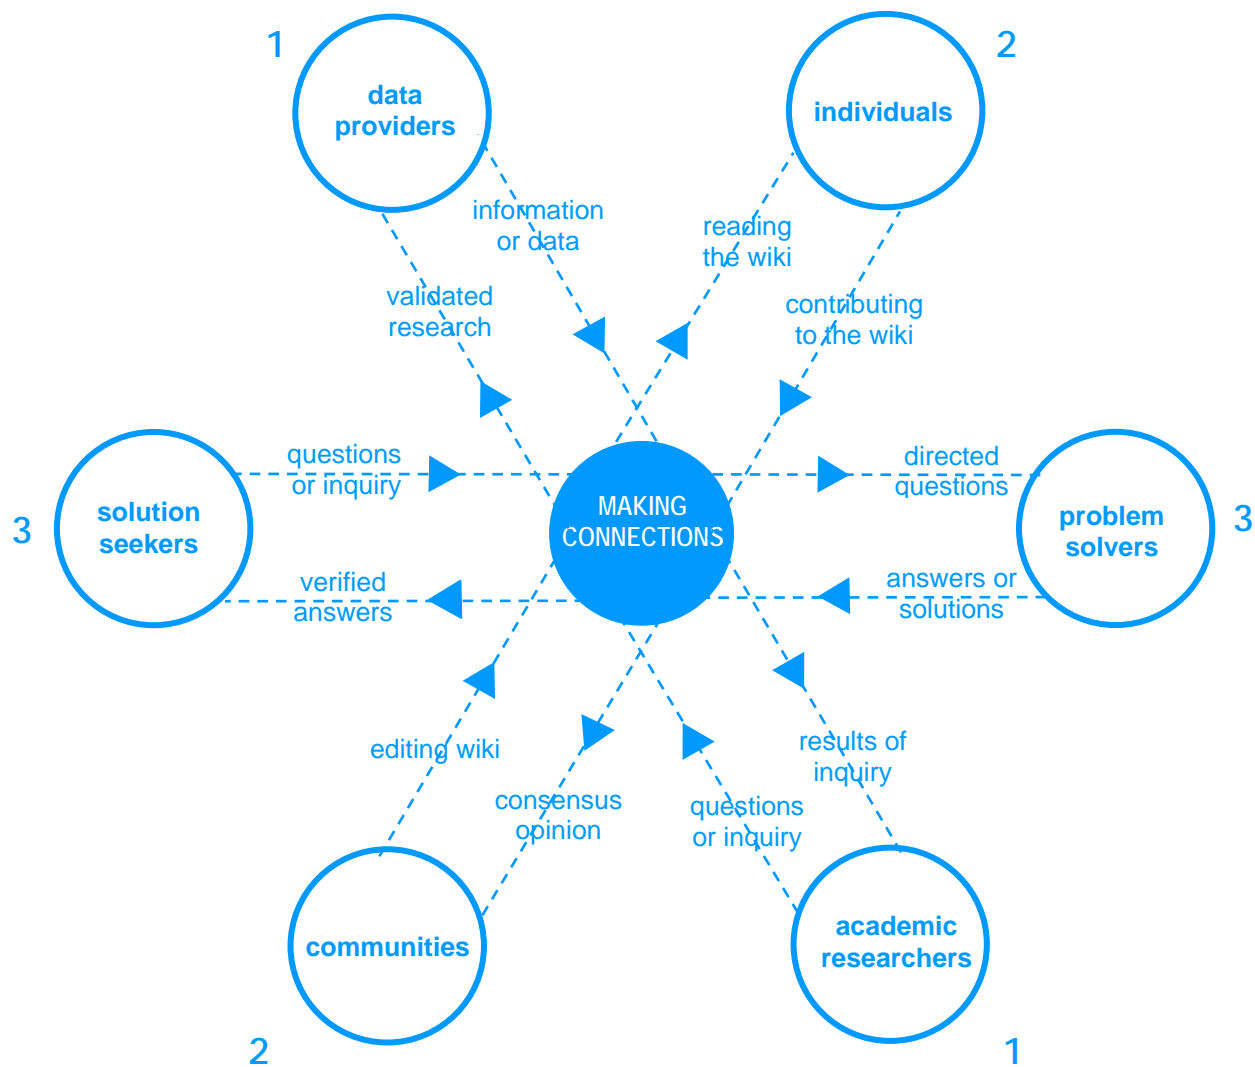 1
data
providers
2
individuals
information
or data
reading
the wiki
validated
research
contributing
to the wiki
questions
or inquiry
directed
questions
3
solution
seekers
MAKING
CONNECTIONS
problem
solvers
3
verified
answers
answers or
solutions
editing wiki
results of
inquiry
consensus
opinion
questions
or inquiry
communities
academic
researchers
2
1